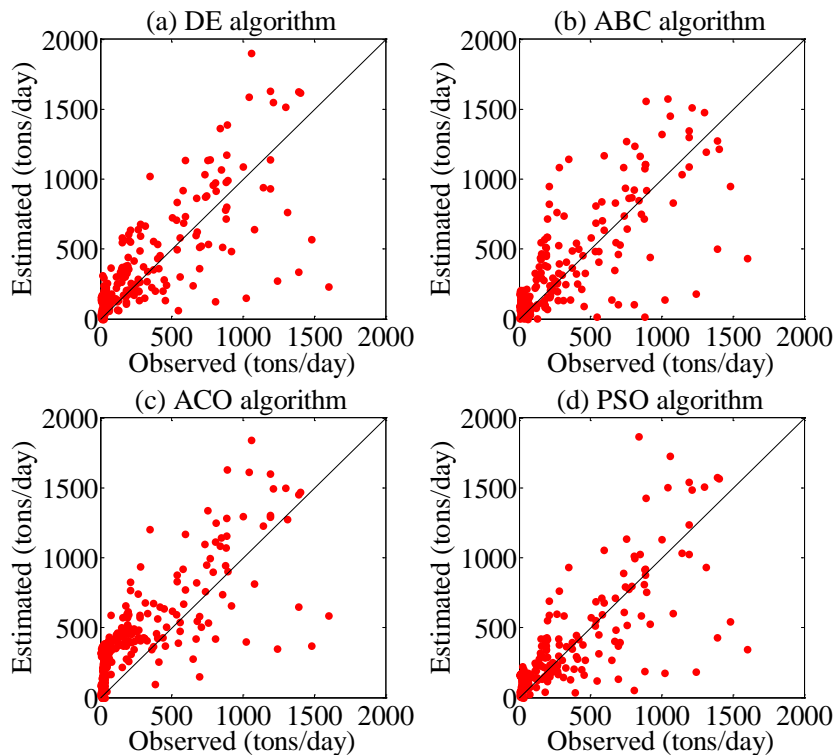 (a) DE algorithm
2000
1500
1000
500
0
Estimated (tons/day)
0 500 1000 1500 2000
Observed (tons/day)
(b) ABC algorithm
2000
1500
1000
500
0
Estimated (tons/day)
0 500 1000 1500 2000
Observed (tons/day)
(c) ACO algorithm
2000
1500
1000
500
0
Estimated (tons/day)
0 500 1000 1500 2000
Observed (tons/day)
(d) PSO algorithm
2000
1500
1000
500
0
Estimated (tons/day)
0 500 1000 1500 2000
Observed (tons/day)